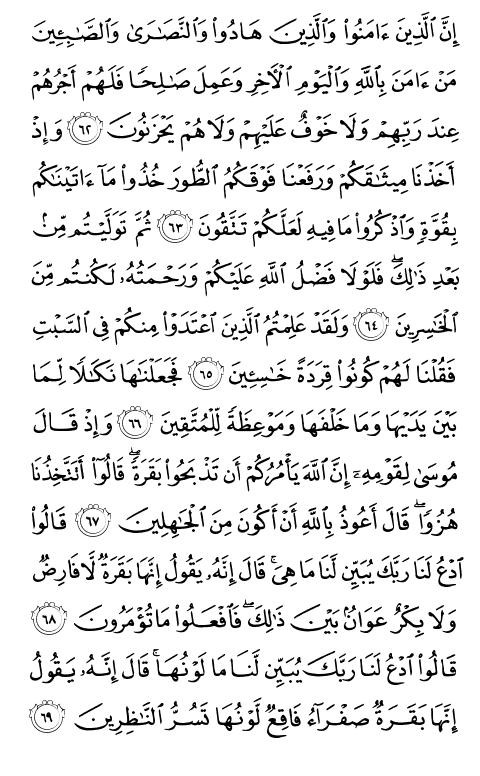 إِنَّ ٱلَّذِينَ ءَامَنُوا۟ وَٱلَّذِينَ هَادُوا۟ وَٱلنَّصَٰرَىٰ وَٱلصَّٰبِـِٔينَ
مَنْ ءَامَنَ بِٱللَّهِ وَٱلْيَوْمِ ٱلْءَاخِرِ وَعَمِلَ صَٰلِحًا فَلَهُمْ أَجْرُهُمْ
عِندَ رَبِّهِمْ وَلَا خَوْفٌ عَلَيْهِمْ وَلَا هُمْ يَحْزَنُونَ ٦٢ وَإِذْ
أَخَذْنَا مِيثَٰقَكُمْ وَرَفَعْنَا فَوْقَكُمُ ٱلطُّورَ خُذُوا۟ مَآ ءَاتَيْنَٰكُم
بِقُوَّةٍ وَٱذْكُرُوا۟ مَا فِيهِ لَعَلَّكُمْ تَتَّقُونَ ٦٣ ثُمَّ تَوَلَّيْتُم مِّنۢ
بَعْدِ ذَٰلِكَ ۖ فَلَوْلَا فَضْلُ ٱللَّهِ عَلَيْكُمْ وَرَحْمَتُهُۥ لَكُنتُم مِّنَ
ٱلْخَٰسِرِينَ ٦٤ وَلَقَدْ عَلِمْتُمُ ٱلَّذِينَ ٱعْتَدَوْا۟ مِنكُمْ فِى ٱلسَّبْتِ
فَقُلْنَا لَهُمْ كُونُوا۟ قِرَدَةً خَٰسِـِٔينَ ٦٥ فَجَعَلْنَٰهَا نَكَٰلًا لِّمَا
بَيْنَ يَدَيْهَا وَمَا خَلْفَهَا وَمَوْعِظَةً لِّلْمُتَّقِينَ ٦٦ وَإِذْ قَالَ
مُوسَىٰ لِقَوْمِهِۦٓ إِنَّ ٱللَّهَ يَأْمُرُكُمْ أَن تَذْبَحُوا۟ بَقَرَةً ۖ قَالُوٓا۟ أَتَتَّخِذُنَا
هُزُوًا ۖ قَالَ أَعُوذُ بِٱللَّهِ أَنْ أَكُونَ مِنَ ٱلْجَٰهِلِينَ ٦٧ قَالُوا۟
ٱدْعُ لَنَا رَبَّكَ يُبَيِّن لَّنَا مَا هِىَ ۚ قَالَ إِنَّهُۥ يَقُولُ إِنَّهَا بَقَرَةٌ لَّا فَارِضٌ
وَلَا بِكْرٌ عَوَانٌۢ بَيْنَ ذَٰلِكَ ۖ فَٱفْعَلُوا۟ مَا تُؤْمَرُونَ ٦٨
قَالُوا۟ ٱدْعُ لَنَا رَبَّكَ يُبَيِّن لَّنَا مَا لَوْنُهَا ۚ قَالَ إِنَّهُۥ يَقُولُ
إِنَّهَا بَقَرَةٌ صَفْرَآءُ فَاقِعٌ لَّوْنُهَا تَسُرُّ ٱلنَّٰظِرِينَ ٦٩